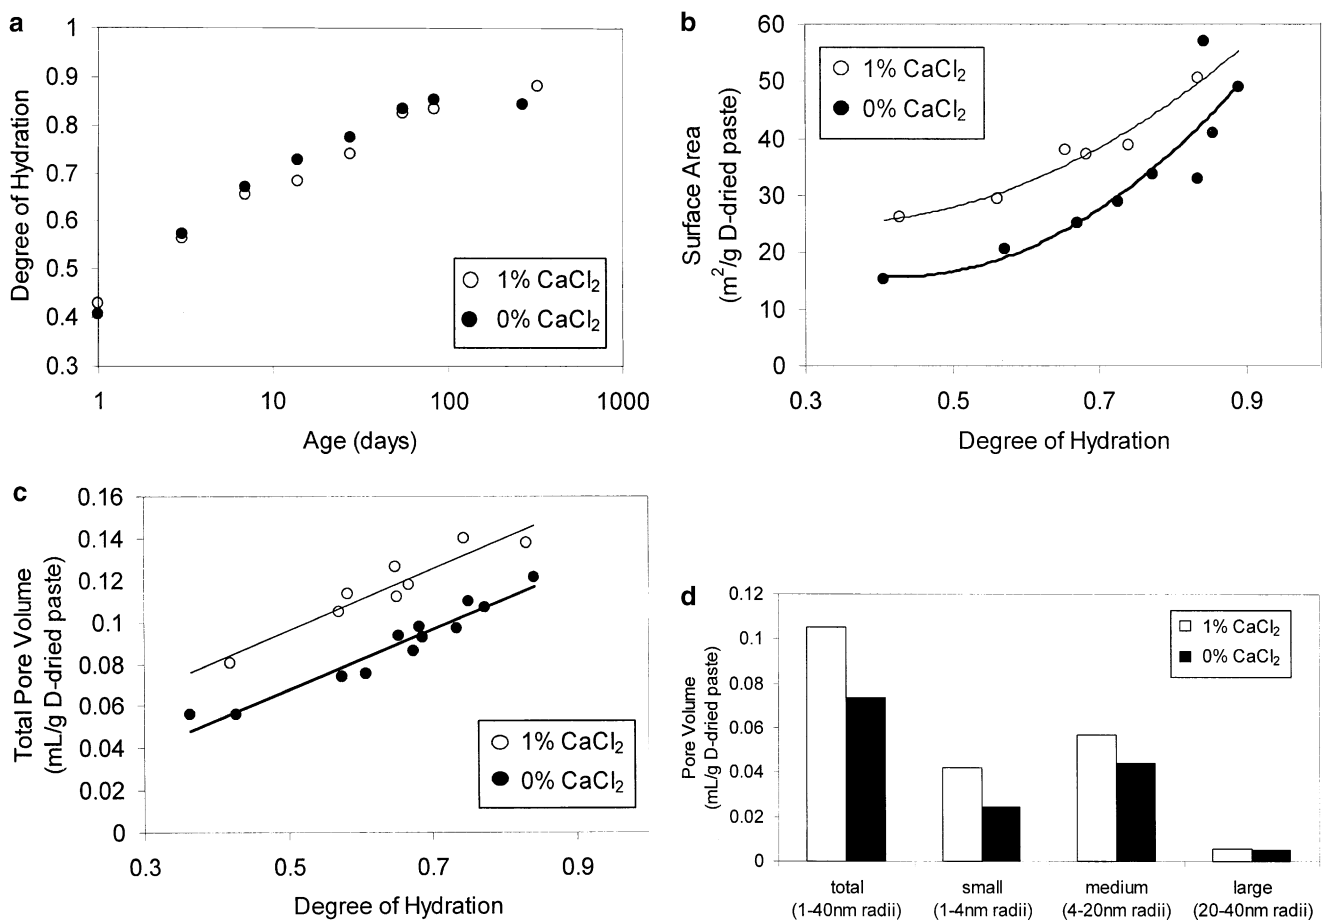 a
1
0.9
0.8
0.7
0.6
0.5
0.4
0.3
Degree of Hydration
1% CaCl₂
0% CaCl₂
1 10 100 1000
Age (days)
b
60
50
40
30
20
10
0
Surface Area
(m²/g D-dried paste)
1% CaCl₂
0% CaCl₂
0.3 0.5 0.7 0.9
Degree of Hydration
c
0.16
0.14
0.12
0.1
0.08
0.06
0.04
0.02
0
Total Pore Volume
(mL/g D-dried paste)
1% CaCl₂
0% CaCl₂
0.3 0.5 0.7 0.9
Degree of Hydration
d
0.12
0.1
0.08
0.06
0.04
0.02
0
Pore Volume
(mL/g D-dried paste)
1% CaCl₂
0% CaCl₂
total small medium large
(1-40nm radii) (1-4nm radii) (4-20nm radii) (20-40nm radii)